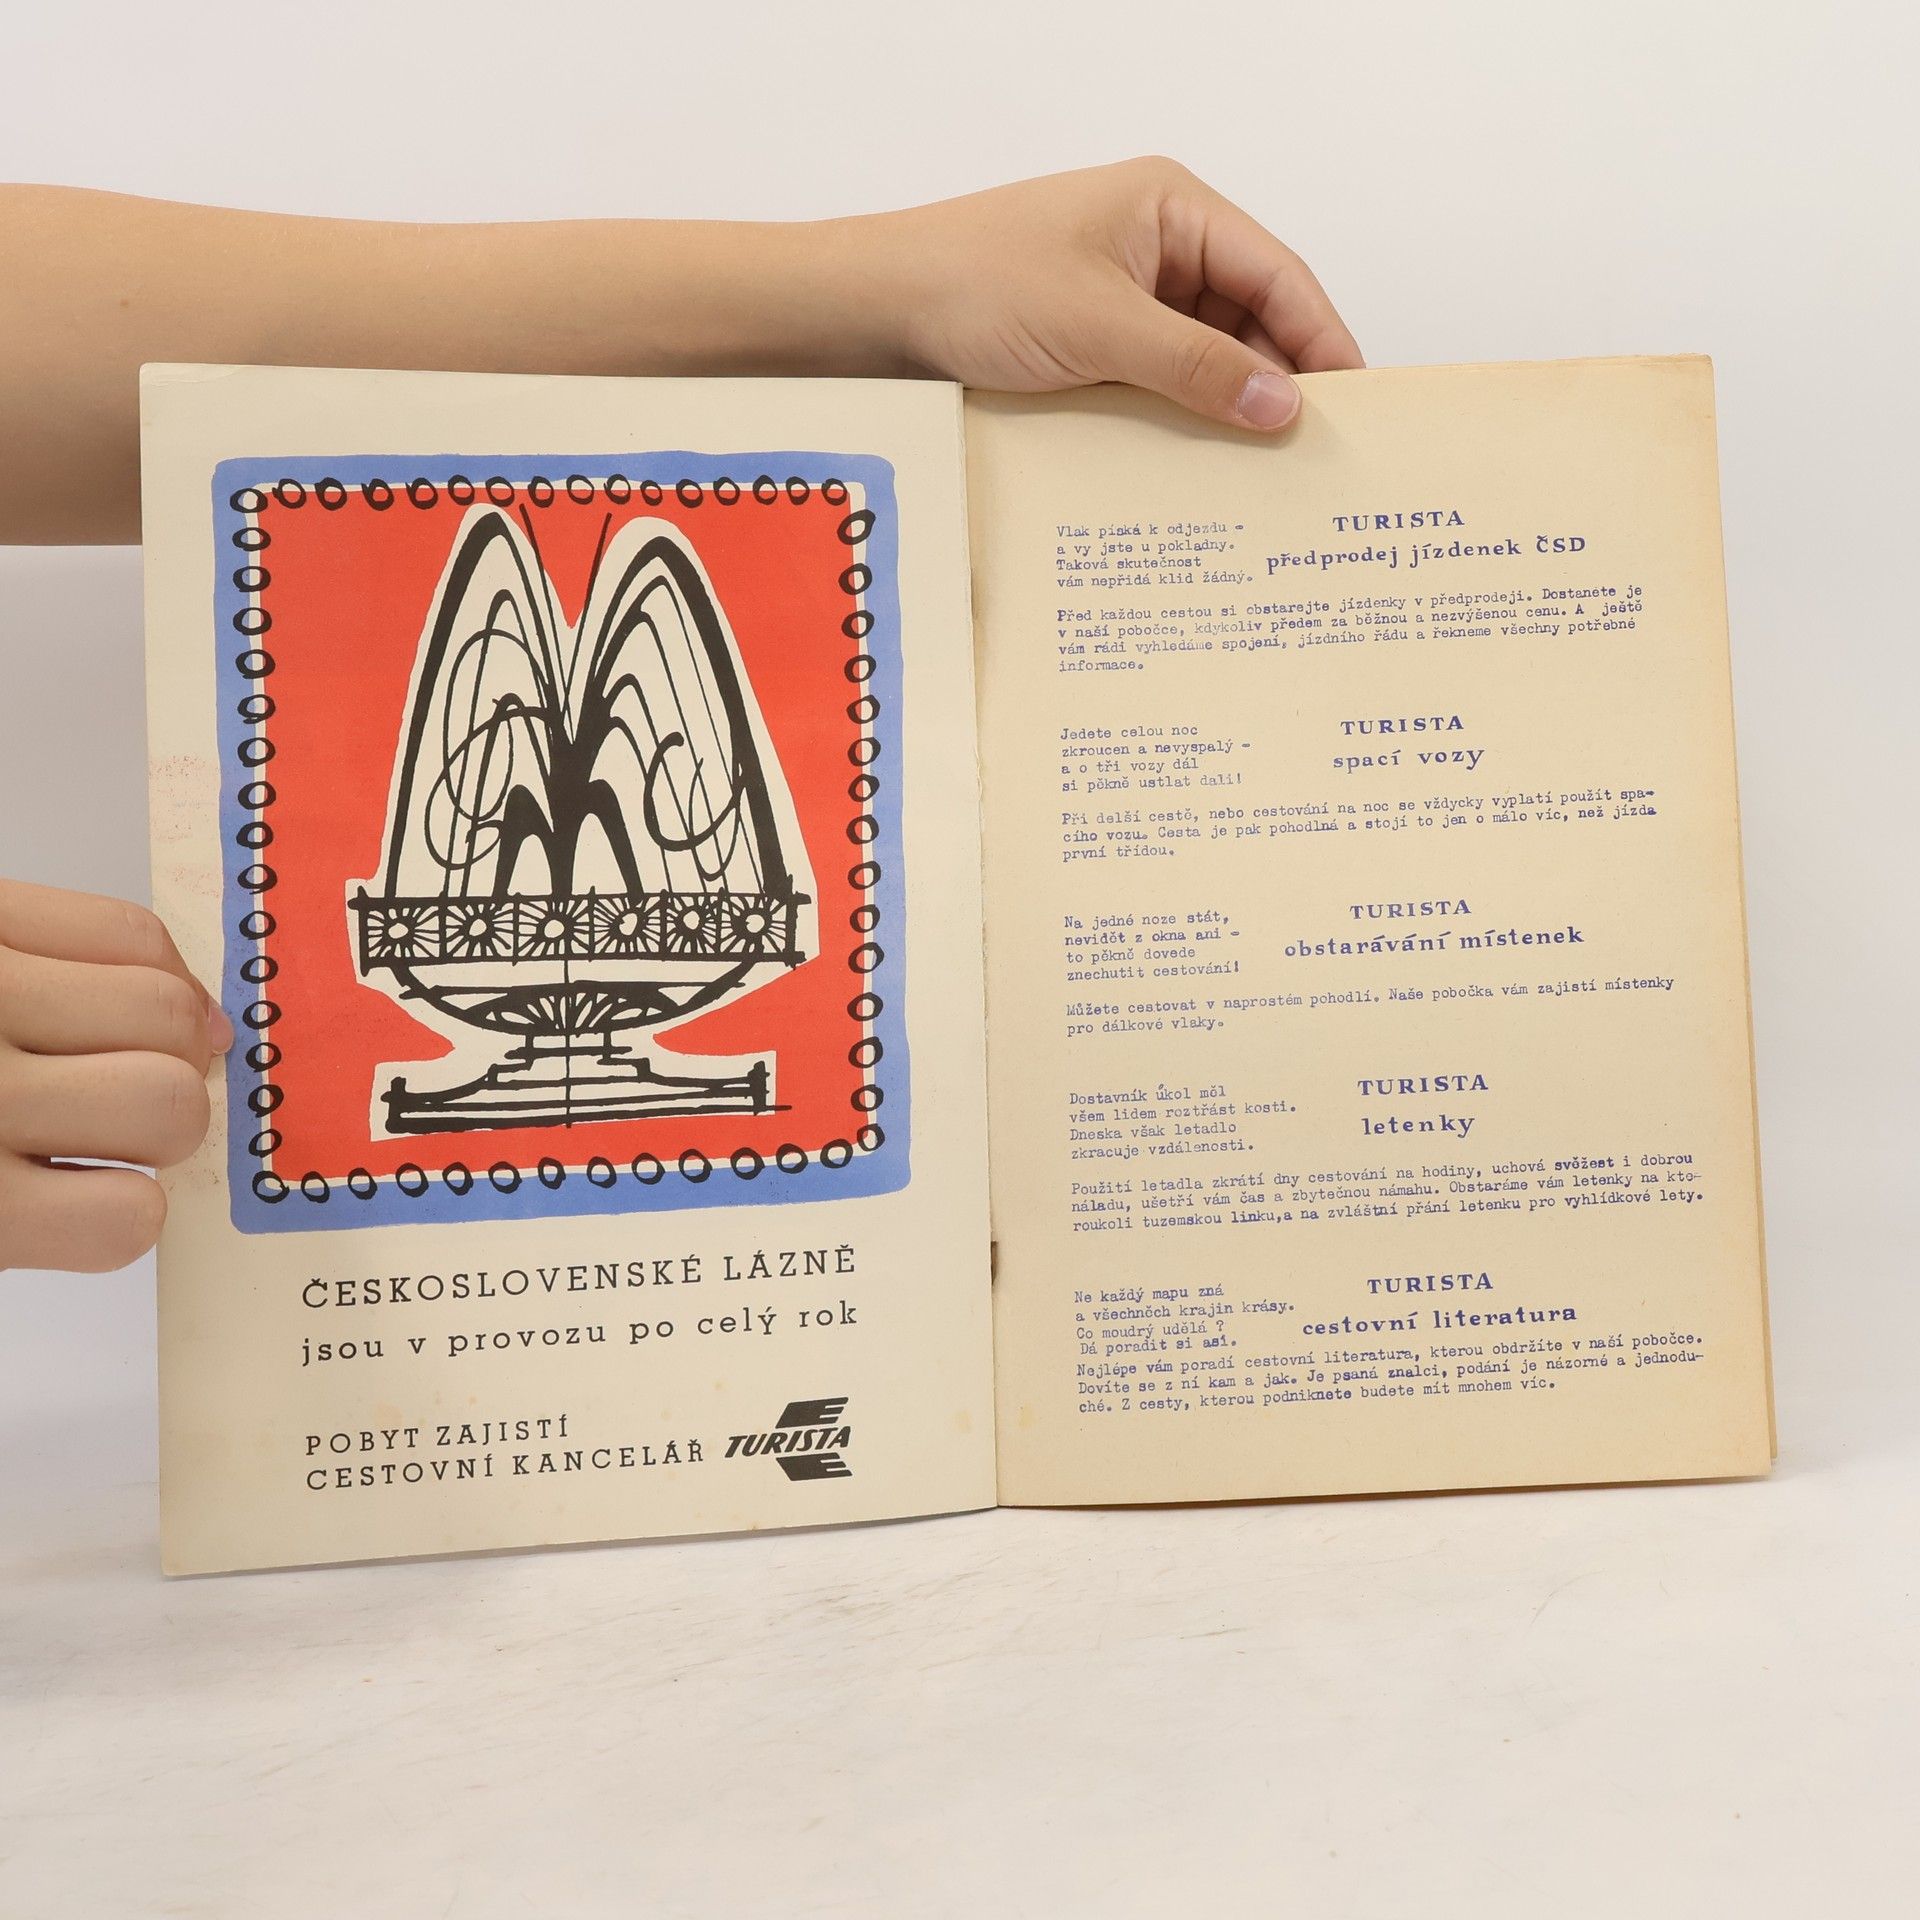 ČESKOSLOVENSKÉ LÁZNĚ
jsou v provozu po celý rok
POBYT ZAJISTÍ
CESTOVNÍ KANCELÁŘ
TURISTA
Vlak píská k odjezdu -
a vy jste u pokladny.
Taková skutečnost
vám nepřidá klid žádný.
TURISTA
předprodej jízdenek ČSD
Před každou cestou si obstarejte jízdenky v předprodeji. Dostanete je
v naší pobočce, kdykoliv předem za běžnou a nezvýšenou cenu. A ještě
vám rádi vyhledáme spojení, jízdního řádu a řekneme všechny potřebné
informace.
Jedete celou noc
zkroucen a nevyspalý -
a o tři vozy dál
si pěkně ustlat dali!
TURISTA
spací vozy
Při delší cestě, nebo cestování na noc se vždycky vyplatí použít spa-
cího vozu. Cesta je pak pohodlná a stojí to jen o málo víc, než jízda
první třídou.
Na jedné noze stát,
nevidět z okna ani -
to pěkně dovede
znechutit cestování!
TURISTA
obstarávání místenek
Můžete cestovat v naprostém pohodlí. Naše pobočka vám zajistí místenky
pro dálkové vlaky.
Dostavník úkol měl
všem lidem roztřást kosti.
Dneska však letadlo
zkracuje vzdálenosti.
TURISTA
letenky
Použití letadla zkrátí dny cestování na hodiny, uchová svěžest i dobrou
náladu, ušetří vám čas a zbytečnou námahu. Obstaráme vám letenky na kte-
roukoli tuzemskou linku,a na zvláštní přání letenku pro vyhlídkové lety.
Ne každý mapu zná
a všechněch krajin krásy.
Co moudrý udělá ?
Dá poradit si asi.
TURISTA
cestovní literatura
Nejlépe vám poradí cestovní literatura, kterou obdržíte v naší pobočce.
Dovíte se z ní kam a jak. Je psaná znalci, podání je názorné a jednodu-
ché. Z cesty, kterou podniknete budete mít mnohem víc.